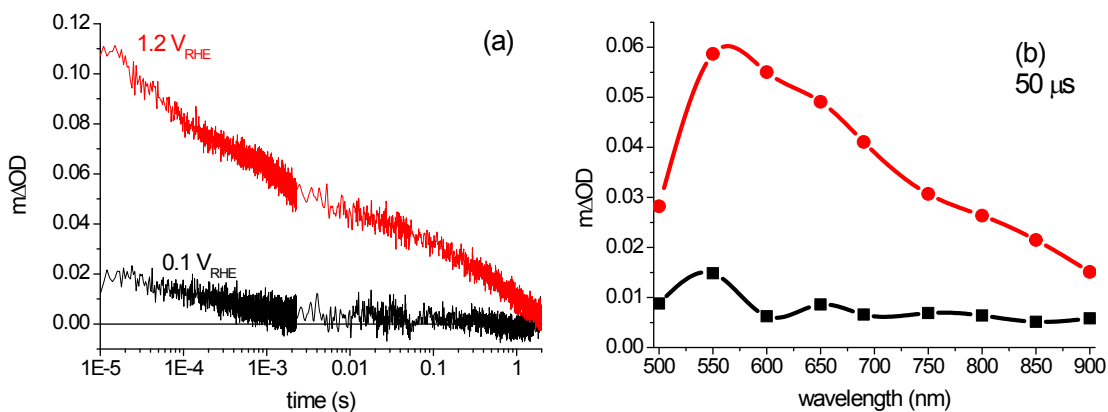 0.12
0.10
0.08
0.06
0.04
0.02
0.00
m∆OD
1.2 V_RHE
(a)
0.1 V_RHE
1E-5 1E-4 1E-3 0.01 0.1 1
time (s)
0.06
0.05
0.04
0.03
0.02
0.01
0.00
m∆OD
(b)
50 µs
500 550 600 650 700 750 800 850 900
wavelength (nm)